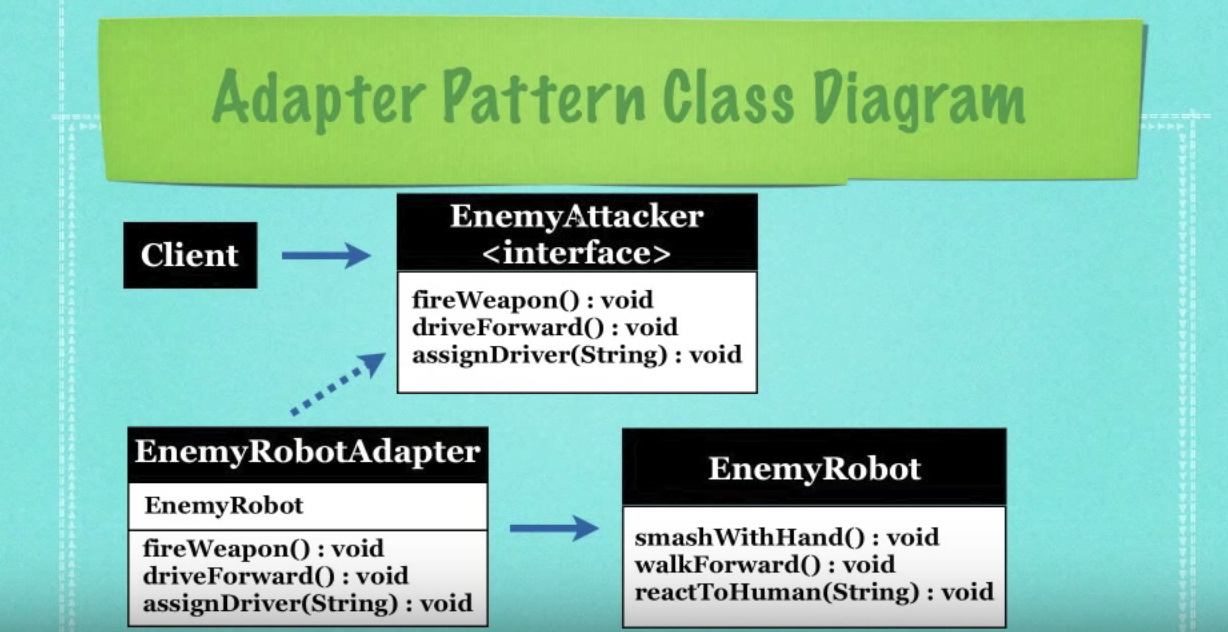 Adapter Pattern Class Diagram
Client
EnemyAttacker
<interface>
fireWeapon() : void
driveForward() : void
assignDriver(String) : void
EnemyRobotAdapter
EnemyRobot
fireWeapon() : void
driveForward() : void
assignDriver(String) : void
EnemyRobot
smashWithHand() : void
walkForward() : void
reactToHuman(String) : void